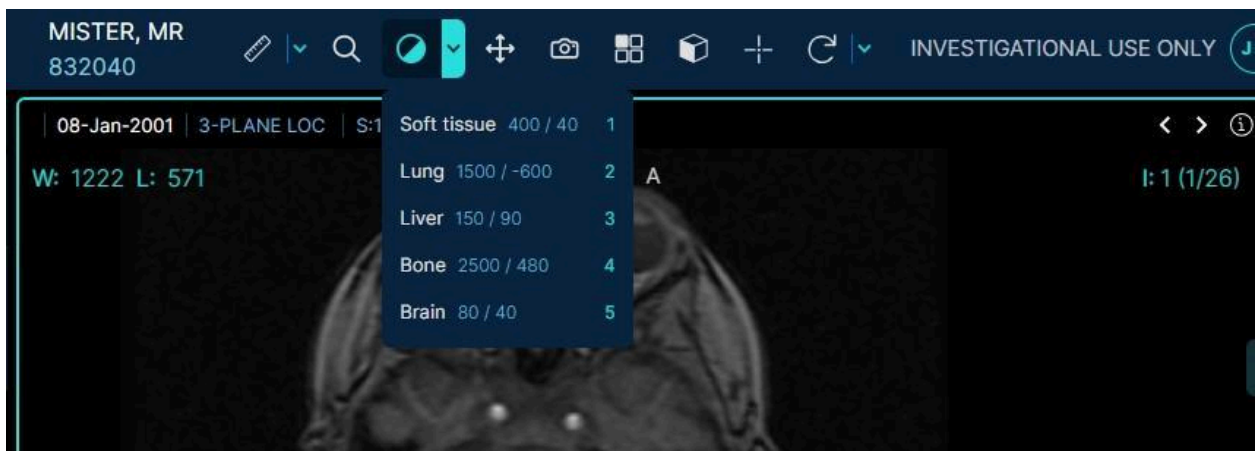 MISTER, MR
832040
INVESTIGATIONAL USE ONLY
J
08-Jan-2001 3-PLANE LOC S:1
W: 1222 L: 571
A
I: 1 (1/26)
Soft tissue 400 / 40 1
Lung 1500 / -600 2
Liver 150 / 90 3
Bone 2500 / 480 4
Brain 80 / 40 5